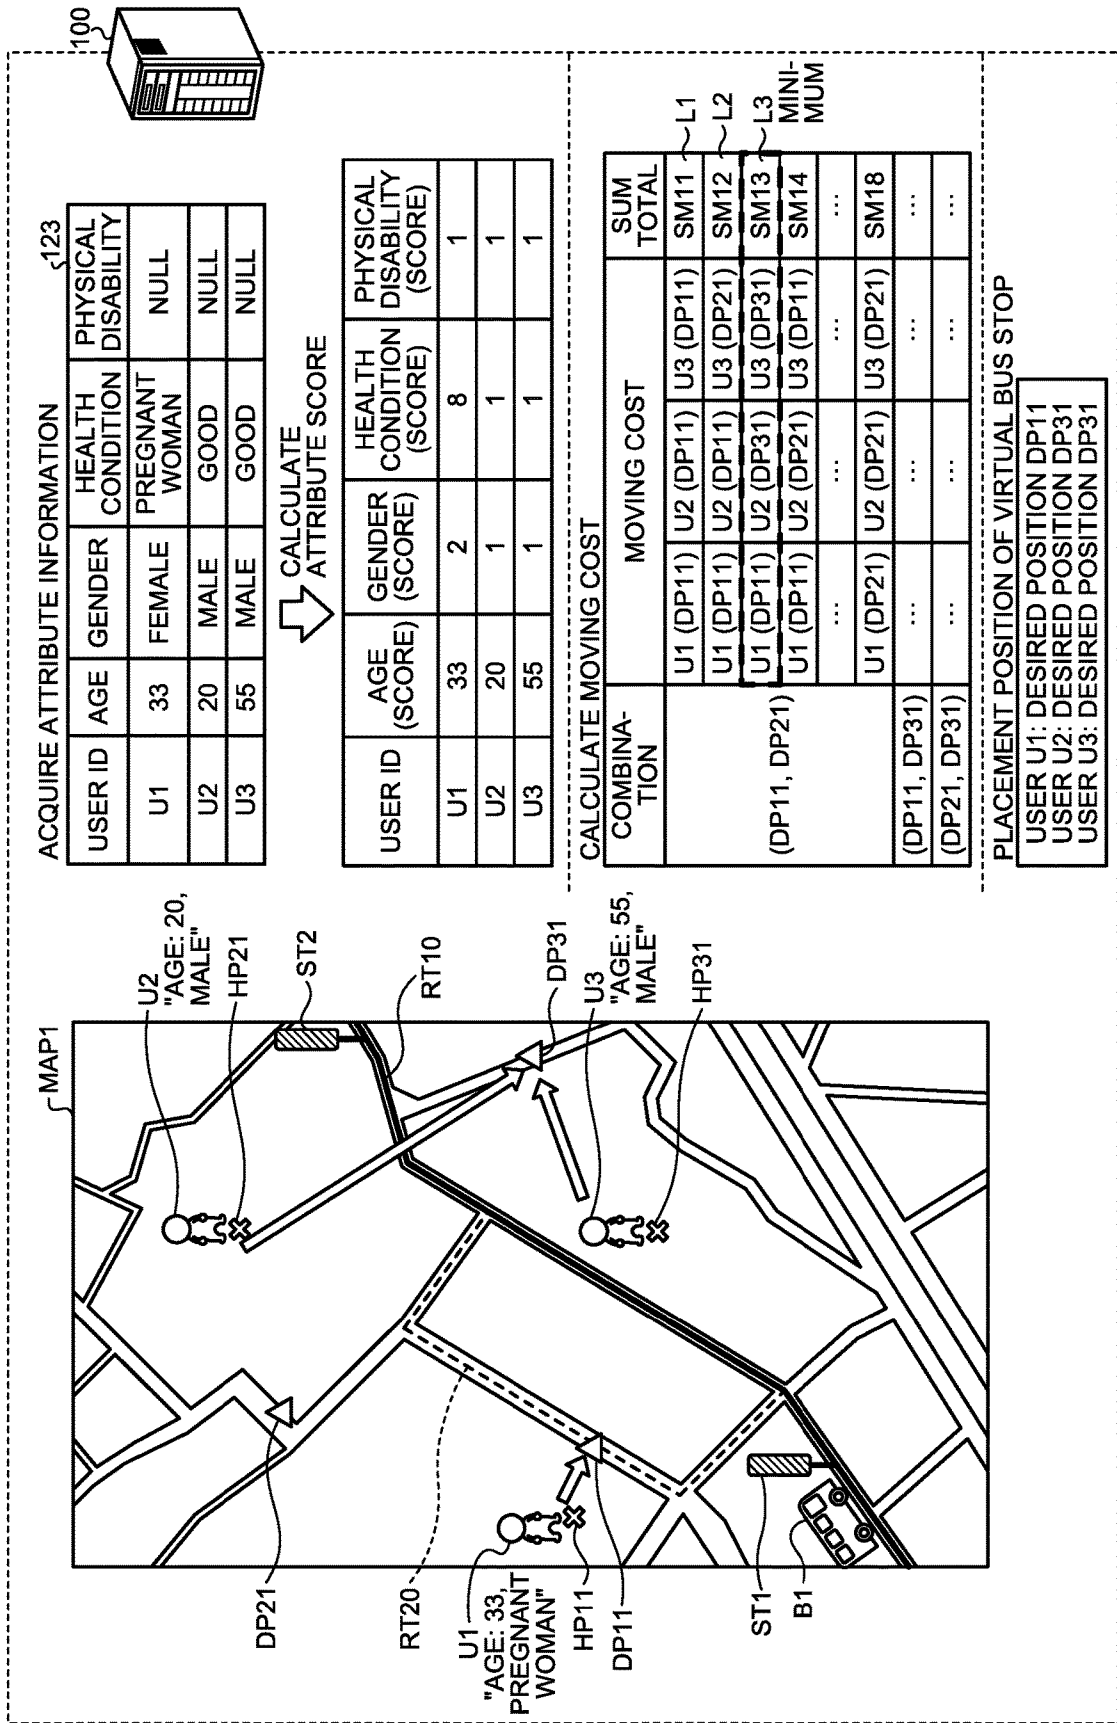 MAP1
U2
"AGE: 20,
MALE"
HP21
ST2
RT10
DP31
U3
"AGE: 55,
MALE"
HP31
DP21
RT20
U1
"AGE: 33,
PREGNANT
WOMAN"
HP11
DP11
ST1
B1
100
ACQUIRE ATTRIBUTE INFORMATION
123
USER ID AGE GENDER HEALTH CONDITION PHYSICAL DISABILITY
U1 33 FEMALE PREGNANT WOMAN NULL
U2 20 MALE GOOD NULL
U3 55 MALE GOOD NULL
CALCULATE
ATTRIBUTE SCORE
USER ID AGE (SCORE) GENDER (SCORE) HEALTH CONDITION (SCORE) PHYSICAL DISABILITY (SCORE)
U1 33 2 8 1
U2 20 1 1 1
U3 55 1 1 1
CALCULATE MOVING COST
COMBINA-TION MOVING COST SUM TOTAL
(DP11, DP21) U1 (DP11) U2 (DP11) U3 (DP11) SM11 L1
U1 (DP11) U2 (DP11) U3 (DP21) SM12 L2
U1 (DP11) U2 (DP31) U3 (DP31) SM13 L3 MINI-MUM
U1 (DP11) U2 (DP21) U3 (DP11) SM14
... ... ... ...
U1 (DP21) U2 (DP21) U3 (DP21) SM18
(DP11, DP31) ... ... ... ...
(DP21, DP31) ... ... ... ...
PLACEMENT POSITION OF VIRTUAL BUS STOP
USER U1: DESIRED POSITION DP11
USER U2: DESIRED POSITION DP31
USER U3: DESIRED POSITION DP31